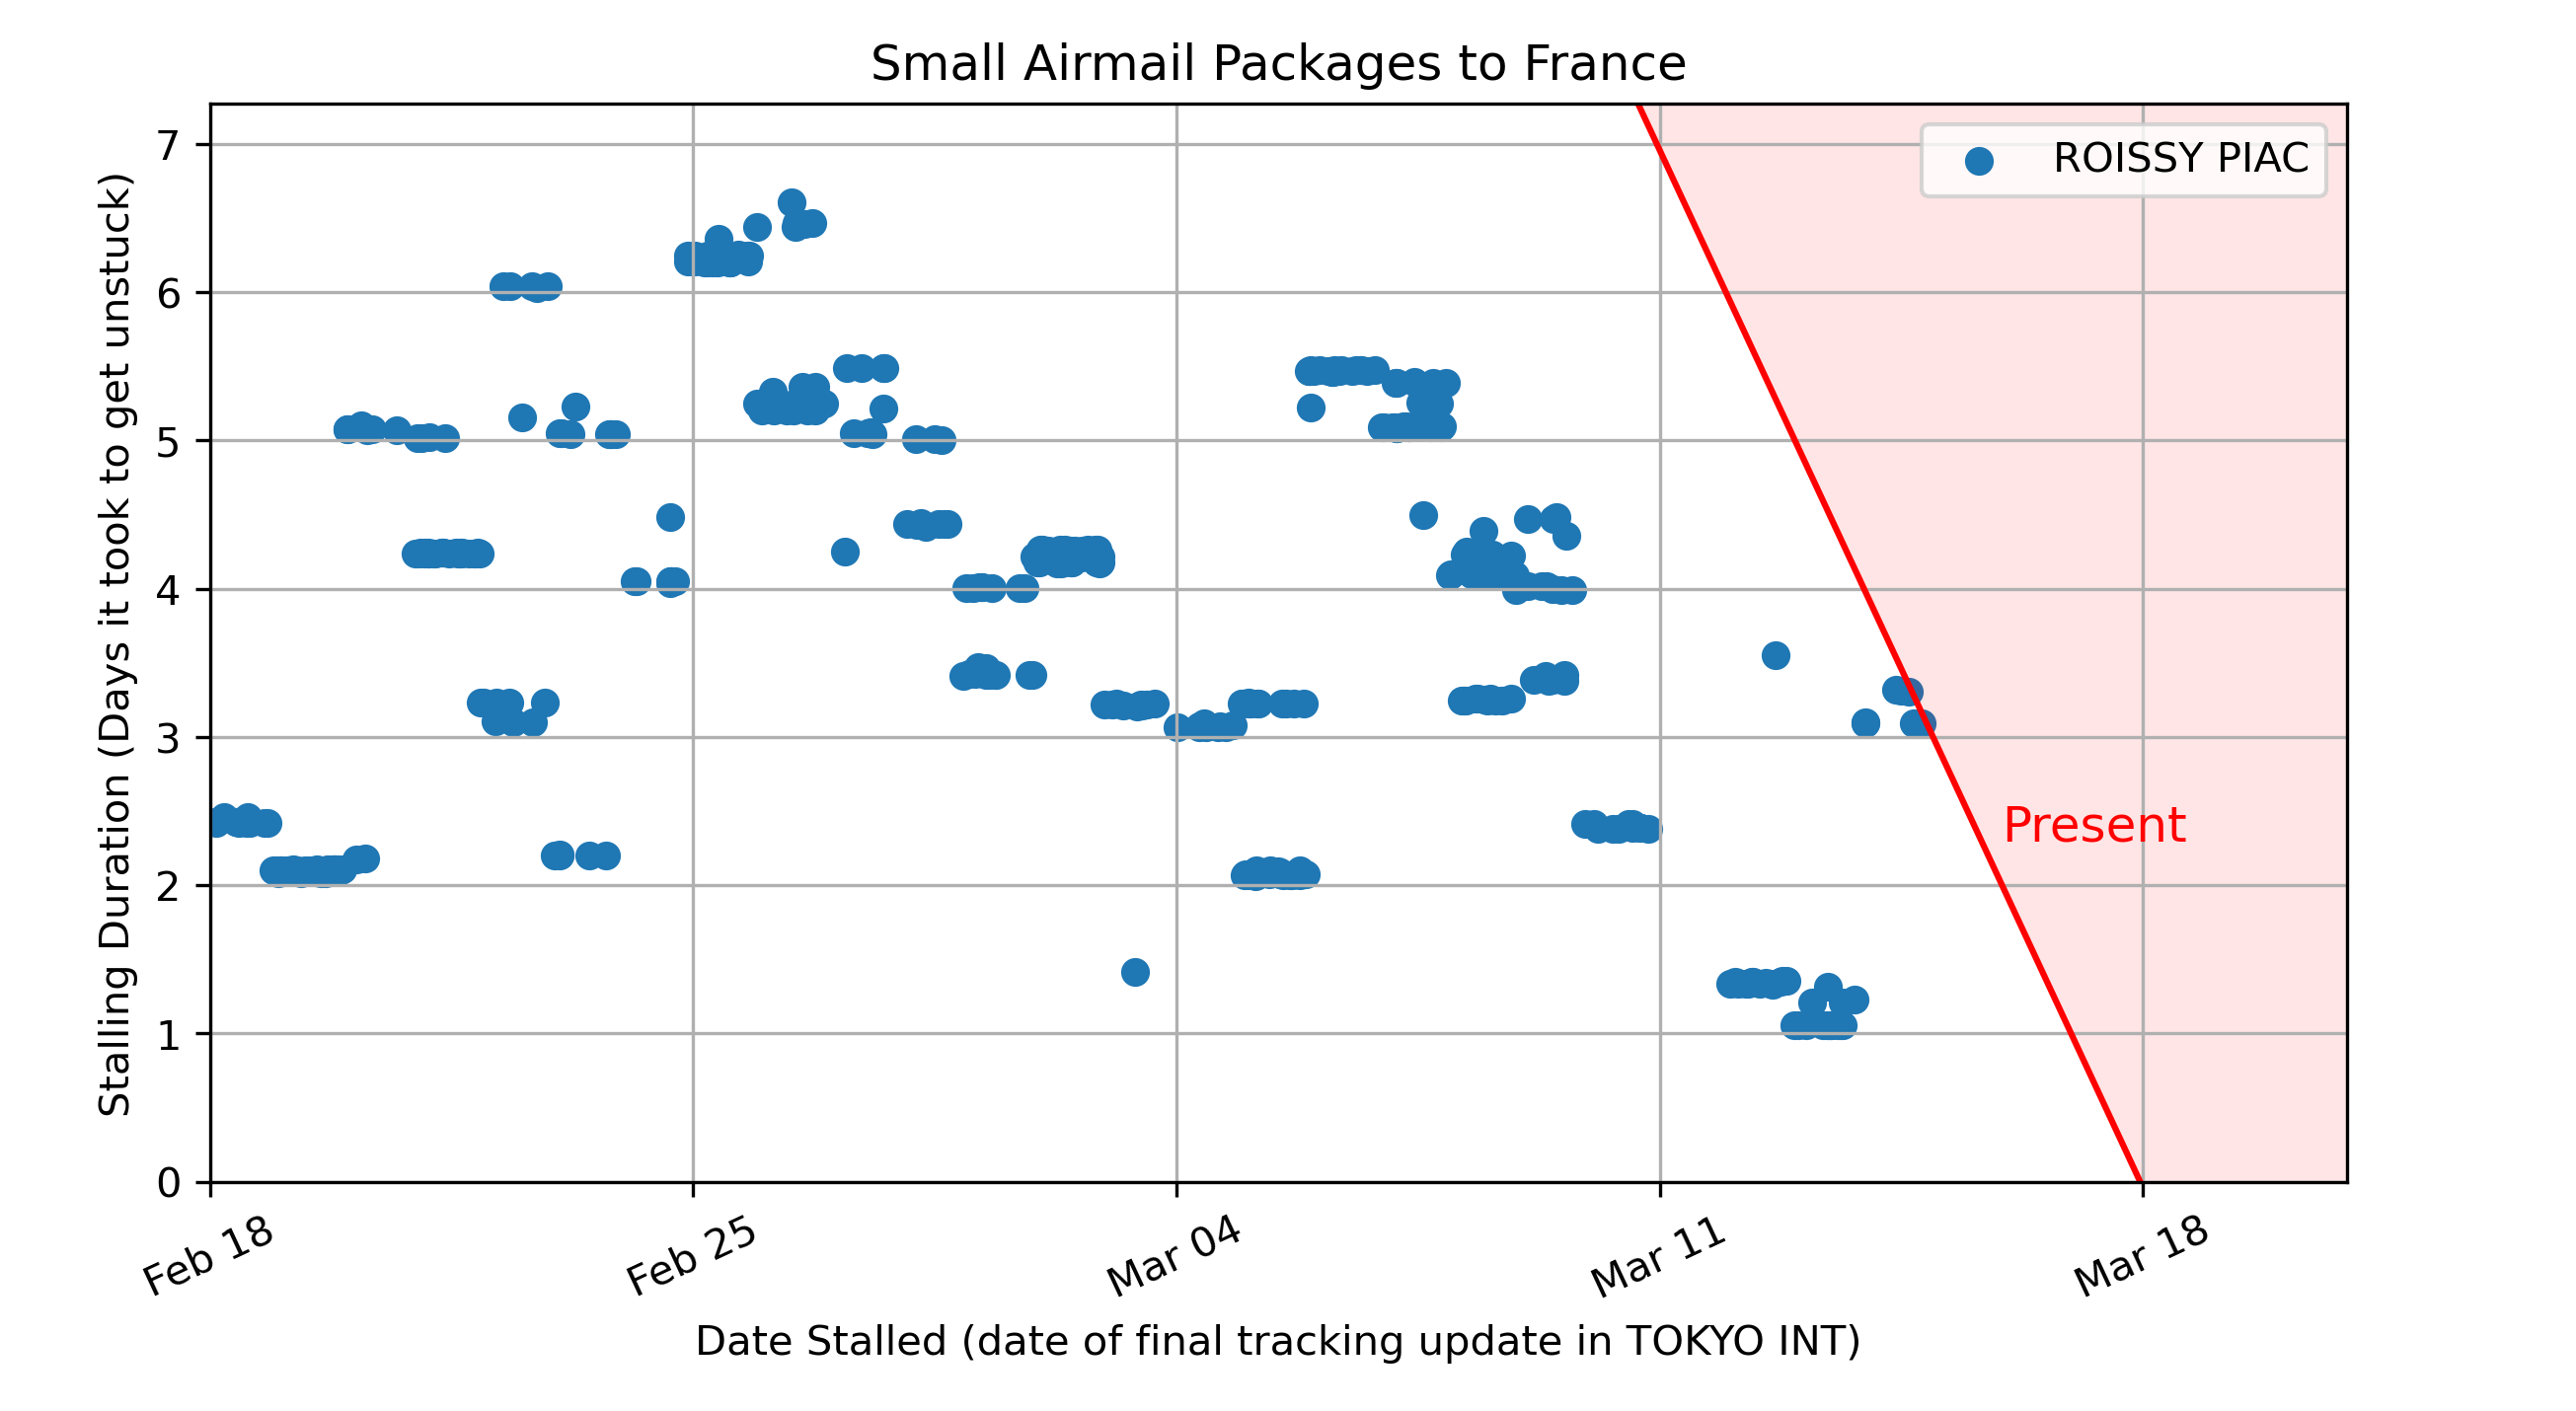 Small Airmail Packages to France
Stalling Duration (Days it took to get unstuck)
7
6
5
4
3
2
1
0
ROISSY PIAC
Present
Feb 18
Feb 25
Mar 04
Mar 11
Mar 18
Date Stalled (date of final tracking update in TOKYO INT)